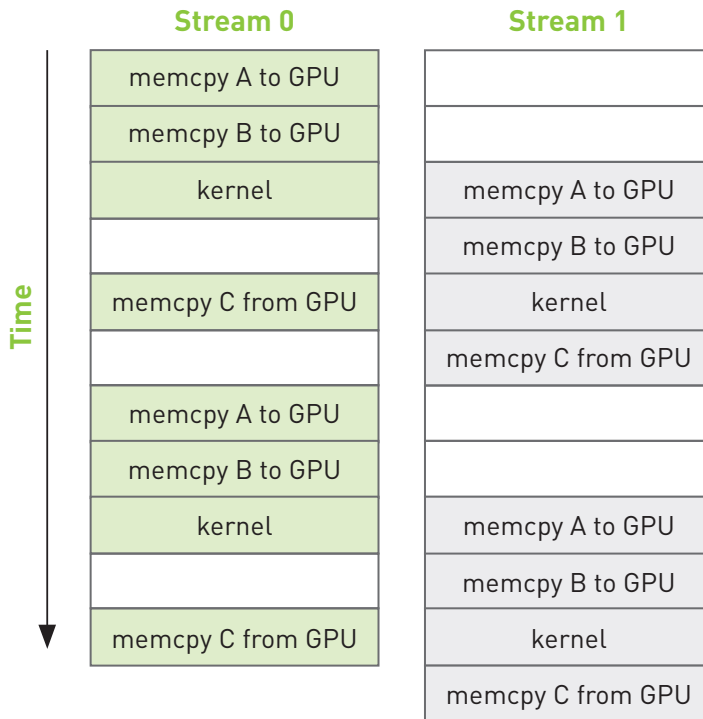 Stream 0
Stream 1
Time
memcpy A to GPU
memcpy B to GPU
kernel
memcpy C from GPU
memcpy A to GPU
memcpy B to GPU
kernel
memcpy C from GPU
memcpy A to GPU
memcpy B to GPU
kernel
memcpy C from GPU
memcpy A to GPU
memcpy B to GPU
kernel
memcpy C from GPU